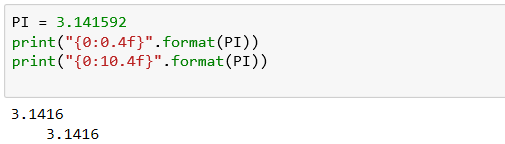 PI = 3.141592
print("{0:0.4f}".format(PI))
print("{0:10.4f}".format(PI))
3.1416
    3.1416